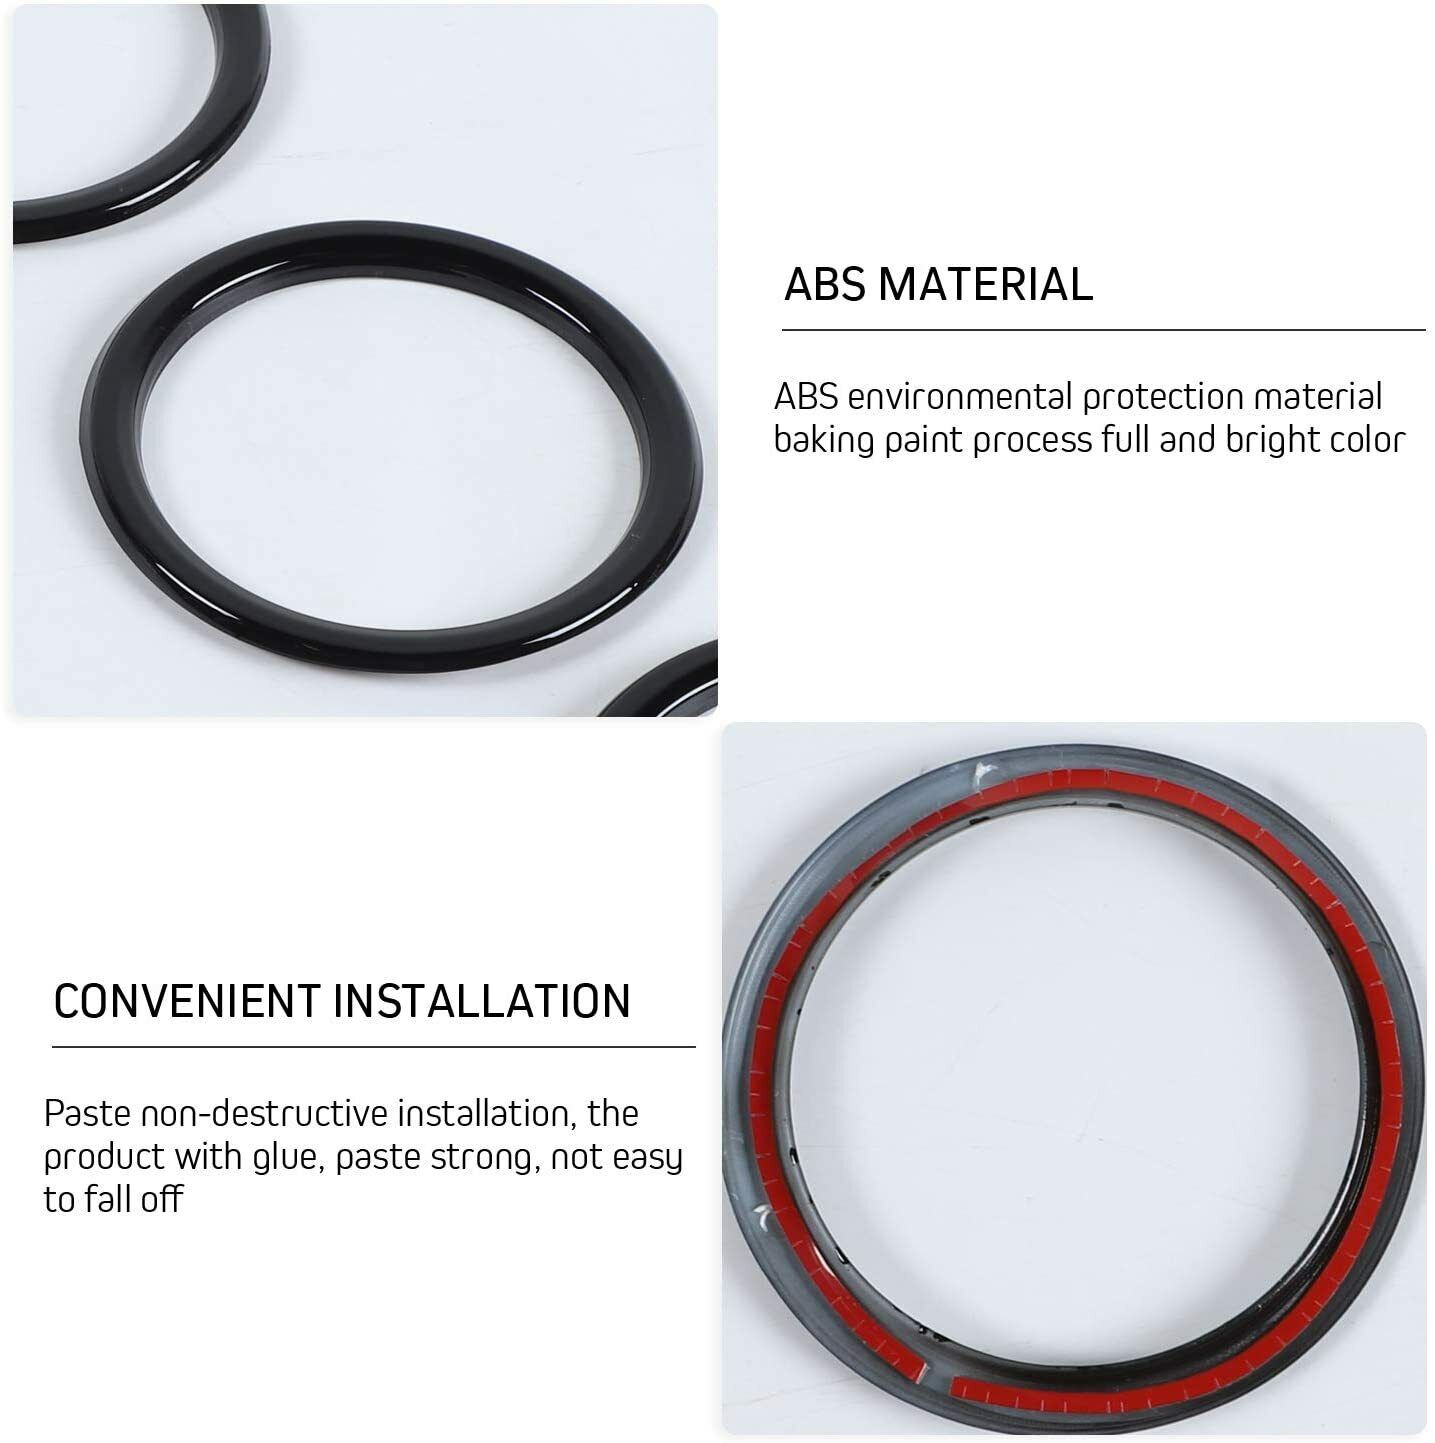 ABS MATERIAL
ABS environmental protection material
baking paint process full and bright color
CONVENIENT INSTALLATION
Paste non-destructive installation, the
product with glue, paste strong, not easy
to fall off